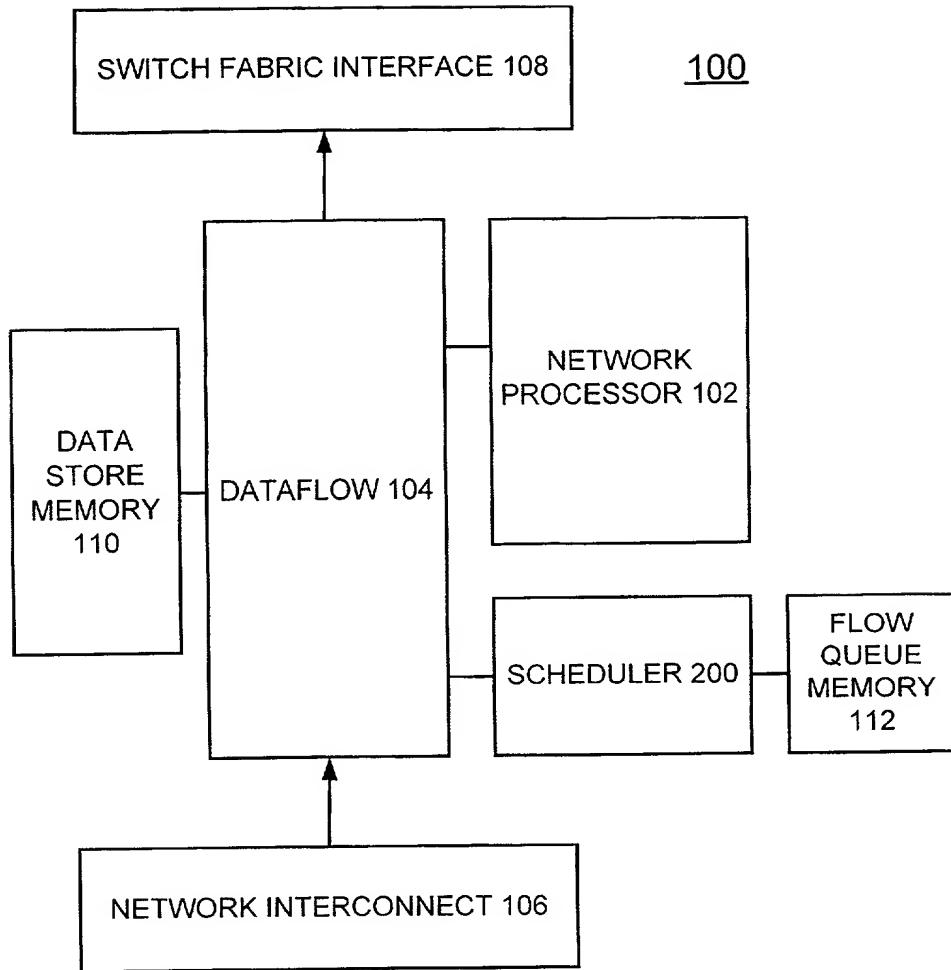 SWITCH FABRIC INTERFACE 108
100
NETWORK
PROCESSOR 102
DATA
STORE
MEMORY
110
DATAFLOW 104
SCHEDULER 200
FLOW
QUEUE
MEMORY
112
NETWORK INTERCONNECT 106